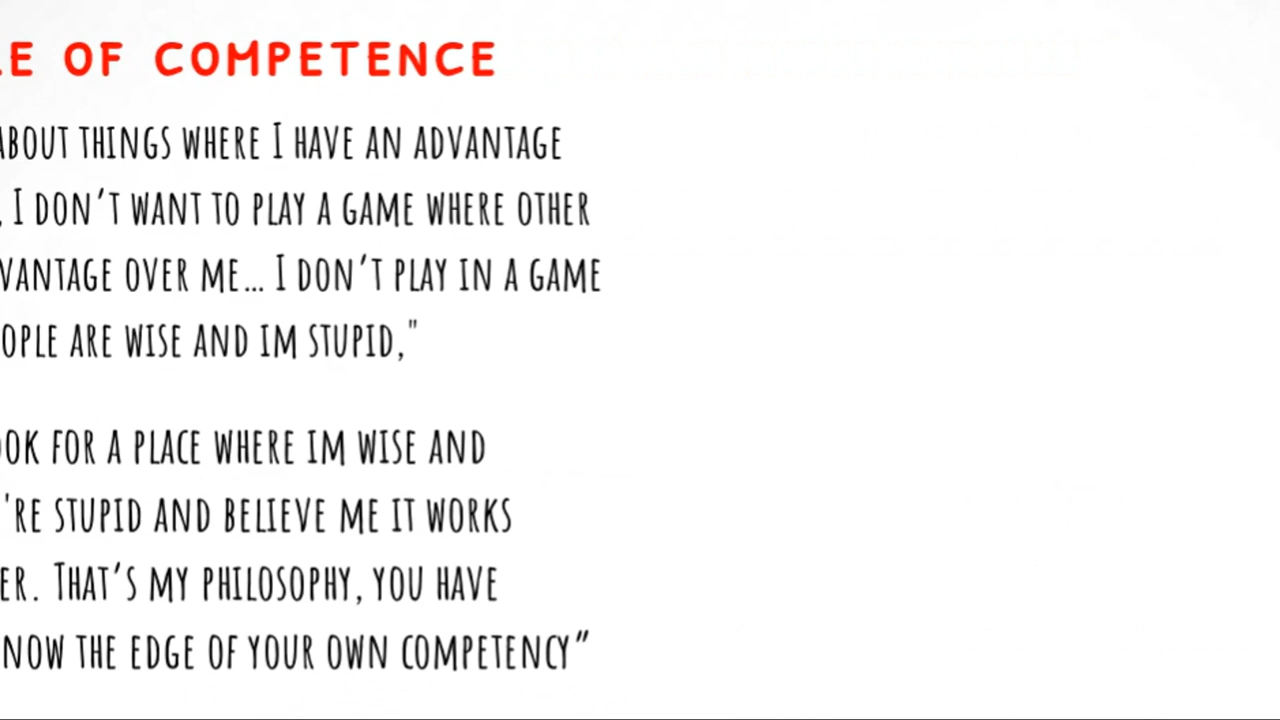 LE OF COMPETENCE
ABOUT THINGS WHERE I HAVE AN ADVANTAGE
, I DON’T WANT TO PLAY A GAME WHERE OTHER
VANTAGE OVER ME... I DON’T PLAY IN A GAME
OPLE ARE WISE AND IM STUPID,"
OOK FOR A PLACE WHERE IM WISE AND
'RE STUPID AND BELIEVE ME IT WORKS
ER. THAT’S MY PHILOSOPHY, YOU HAVE
NOW THE EDGE OF YOUR OWN COMPETENCY”